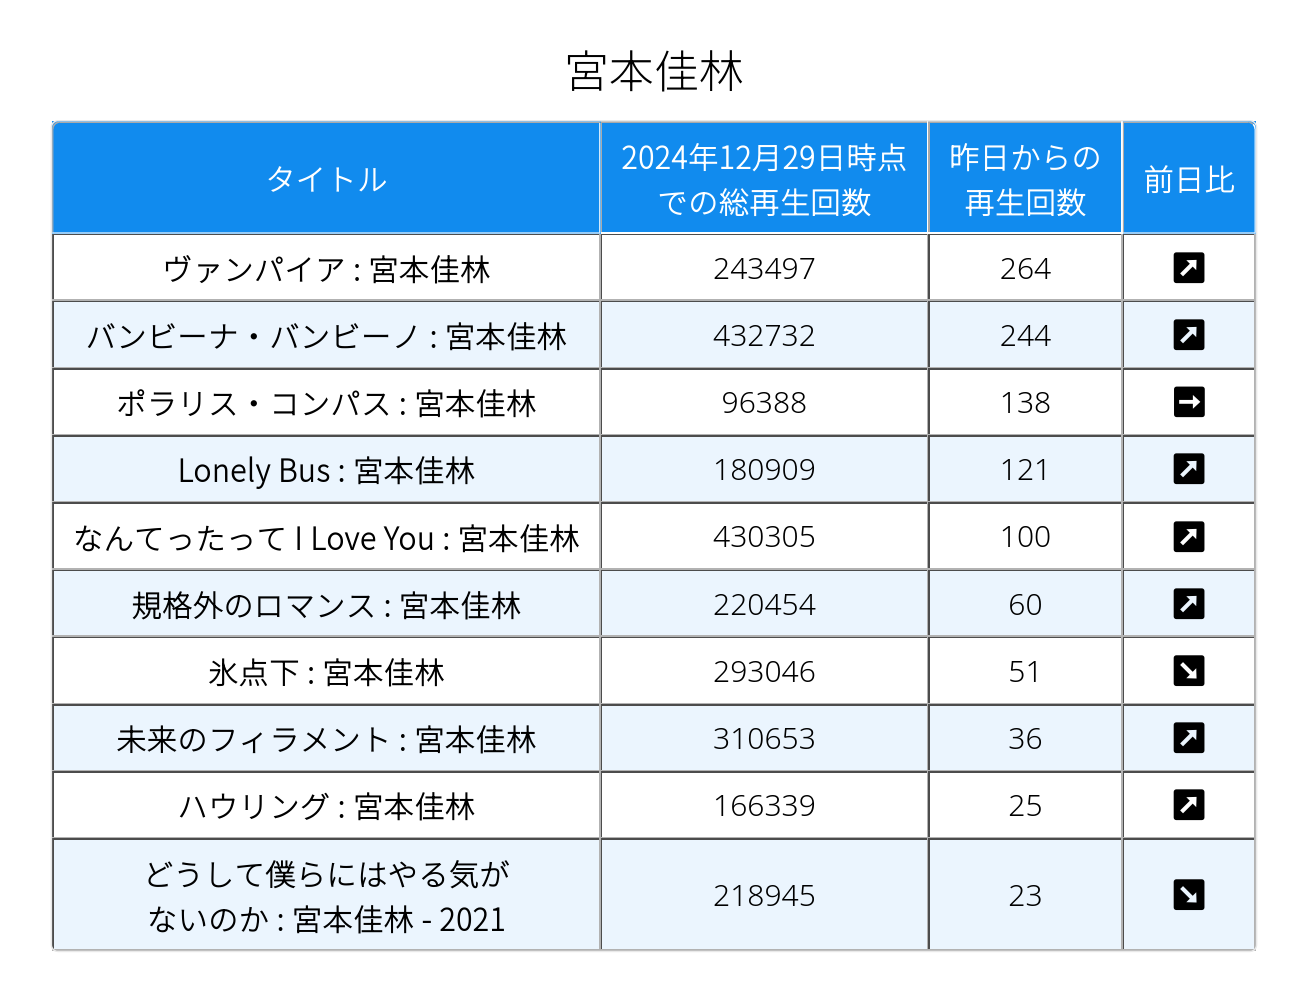 宮本佳林
タイトル
2024年12月29日時点
での総再生回数
昨日からの
再生回数
前日比
ヴァンパイア : 宮本佳林 243497 264 ↗
バンビーナ・バンビーノ : 宮本佳林 432732 244 ↗
ポラリス・コンパス : 宮本佳林 96388 138 →
Lonely Bus : 宮本佳林 180909 121 ↗
なんてったって I Love You : 宮本佳林 430305 100 ↗
規格外のロマンス : 宮本佳林 220454 60 ↗
氷点下 : 宮本佳林 293046 51 ↘
未来のフィラメント : 宮本佳林 310653 36 ↗
ハウリング : 宮本佳林 166339 25 ↗
どうして僕らにはやる気が
ないのか : 宮本佳林 - 2021 218945 23 ↘